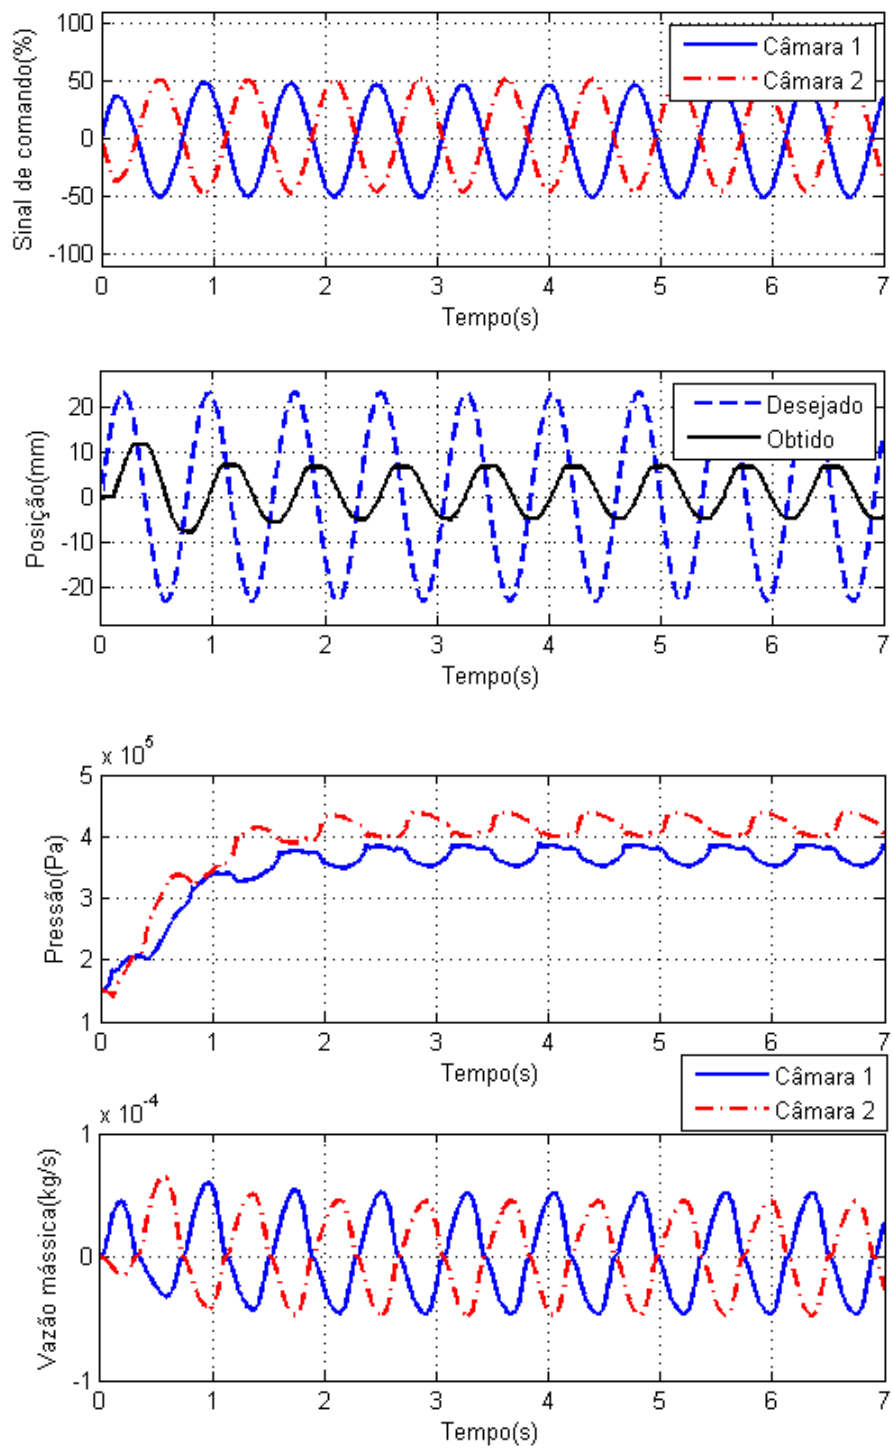 100
50
0
-50
-100
Sinal de comando(%)
Câmara 1
Câmara 2
0 1 2 3 4 5 6 7
Tempo(s)
20
10
0
-10
-20
Posição(mm)
Desejado
Obtido
0 1 2 3 4 5 6 7
Tempo(s)
x 10^5
5
4
3
2
1
Pressão(Pa)
0 1 2 3 4 5 6 7
Tempo(s)
Câmara 1
Câmara 2
x 10^-4
1
0
-1
Vazão mássica(kg/s)
0 1 2 3 4 5 6 7
Tempo(s)